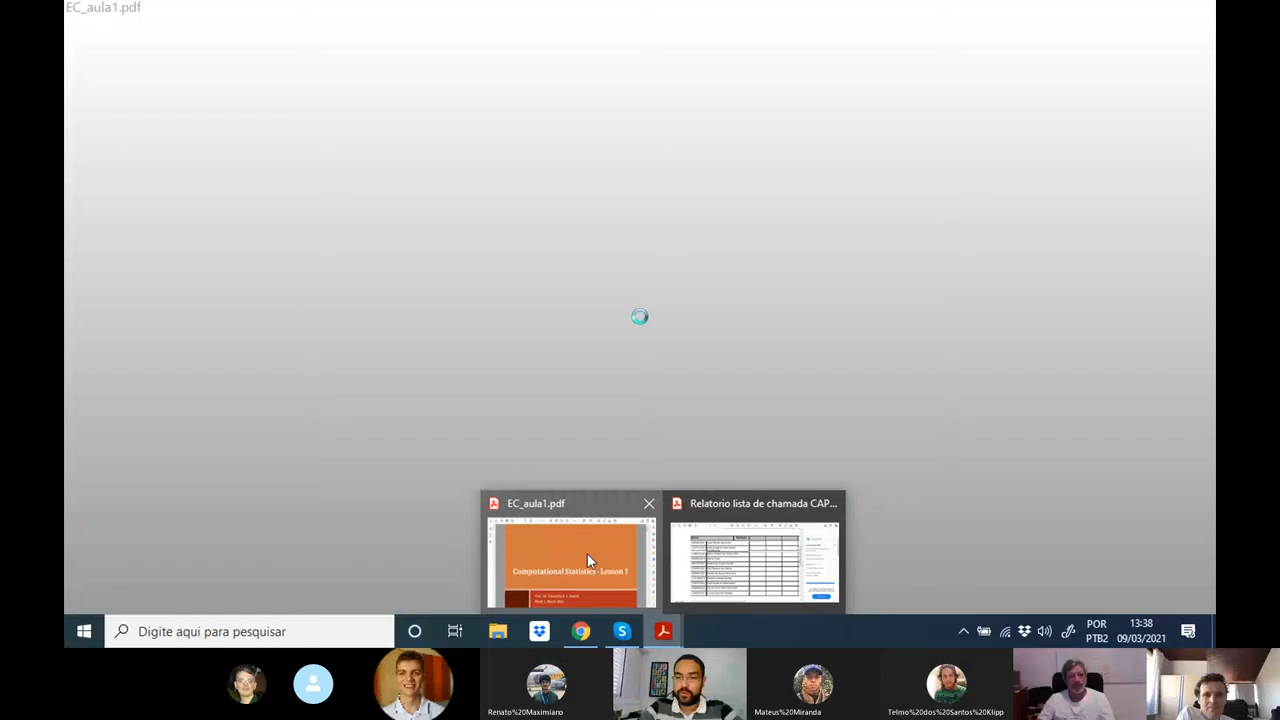 EC_aula1.pdf
EC_aula1.pdf
Relatorio lista de chamada CAP...
Computational Statistics - Lesson 1
Digite aqui para pesquisar
POR
PTB2
13:38
09/03/2021
Renato%20Maximiano
Mateus%20Miranda
Telmo%20dos%20Santos%20Klipp